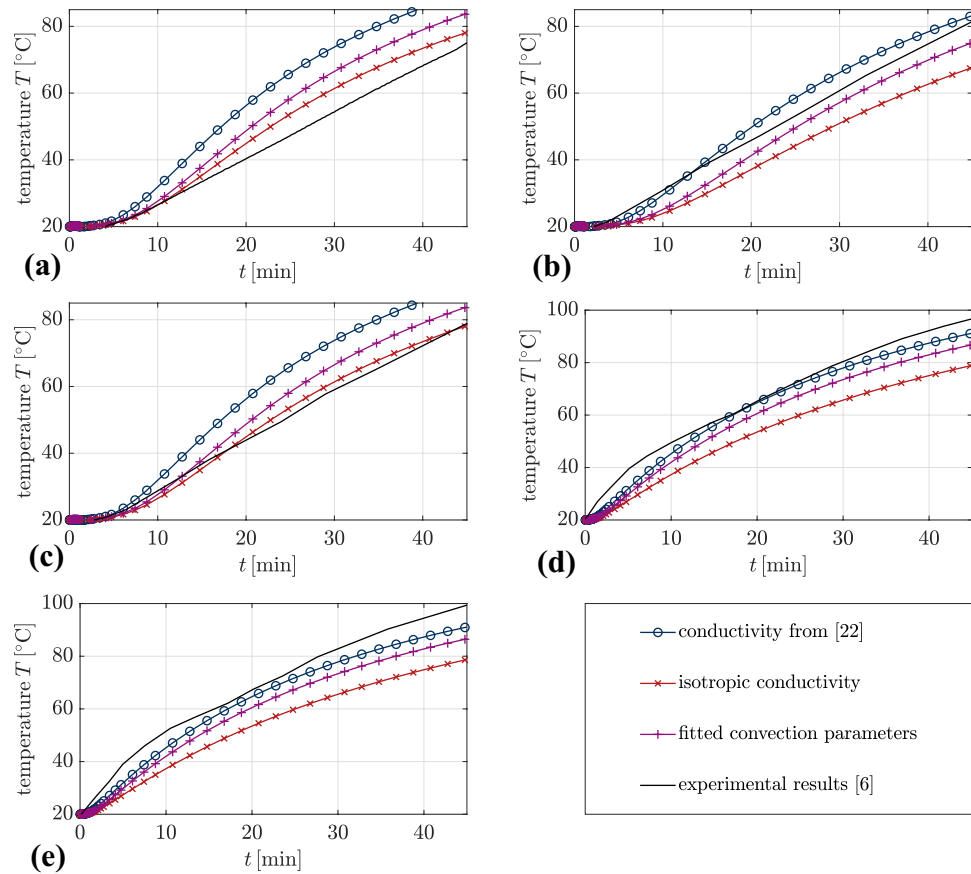 temperature T [°C]
80
60
40
20
0
10
20
30
40
t [min]
(a)
temperature T [°C]
80
60
40
20
0
10
20
30
40
t [min]
(b)
temperature T [°C]
80
60
40
20
0
10
20
30
40
t [min]
(c)
temperature T [°C]
100
80
60
40
20
0
10
20
30
40
t [min]
(d)
temperature T [°C]
100
80
60
40
20
0
10
20
30
40
t [min]
(e)
conductivity from [22]
isotropic conductivity
fitted convection parameters
experimental results [6]